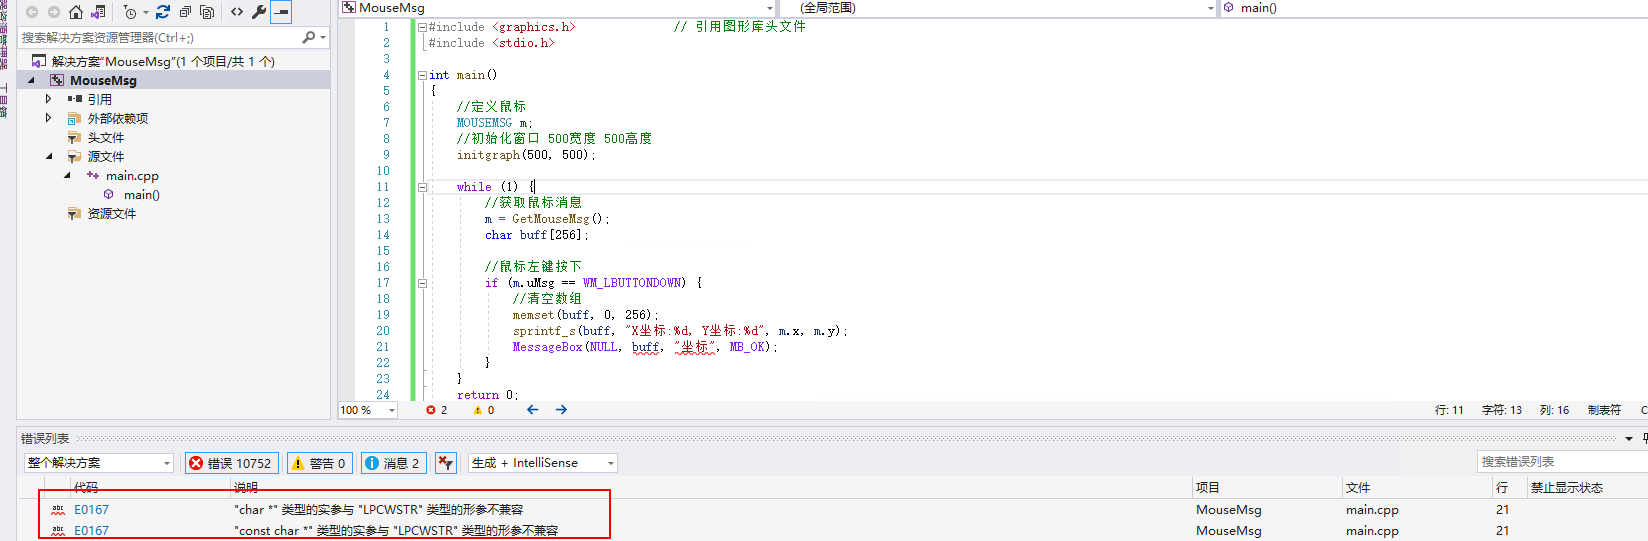 搜索解决方案资源管理器(Ctrl+;)
解决方案"MouseMsg"(1 个项目/共 1 个)
MouseMsg
引用
外部依赖项
头文件
源文件
main.cpp
main()
资源文件
MouseMsg
(全局范围)
main()
1 #include <graphics.h> // 引用图形库头文件
2 #include <stdio.h>
3
4 int main()
5 {
6 //定义鼠标
7 MOUSEMSG m;
8 //初始化窗口 500宽度 500高度
9 initgraph(500, 500);
10
11 while (1) {
12 //获取鼠标消息
13 m = GetMouseMsg();
14 char buff[256];
15
16 //鼠标左键按下
17 if (m.uMsg == WM_LBUTTONDOWN) {
18 //清空数组
19 memset(buff, 0, 256);
20 sprintf_s(buff, "X坐标:%d, Y坐标:%d", m.x, m.y);
21 MessageBox(NULL, buff, "坐标", MB_OK);
22 }
23 }
24 return 0;
100 % 2 0 行: 11 字符: 13 列: 16 制表符
错误列表
整个解决方案 错误 10752 警告 0 消息 2 生成 + IntelliSense 搜索错误列表
代码 说明 项目 文件 行 禁止显示状态
abc E0167 "char *" 类型的实参与 "LPCWSTR" 类型的形参不兼容 MouseMsg main.cpp 21
abc E0167 "const char *" 类型的实参与 "LPCWSTR" 类型的形参不兼容 MouseMsg main.cpp 21